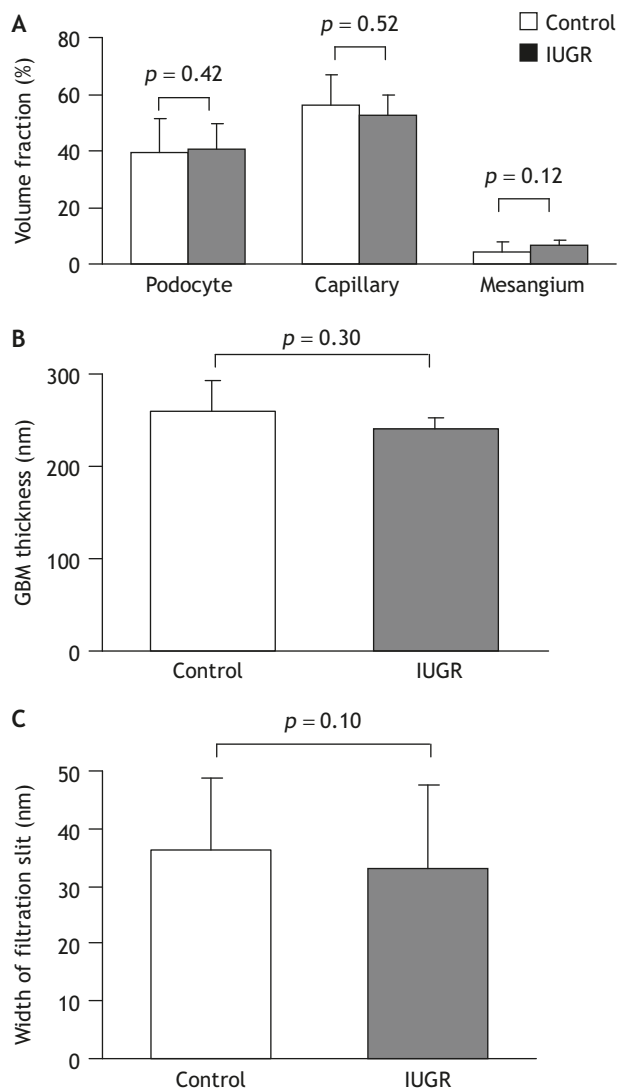 A
Control
IUGR
80
60
40
20
0
Volume fraction (%)
p = 0.42
p = 0.52
p = 0.12
Podocyte
Capillary
Mesangium
B
p = 0.30
300
200
100
0
GBM thickness (nm)
Control
IUGR
C
p = 0.10
50
40
30
20
10
0
Width of filtration slit (nm)
Control
IUGR